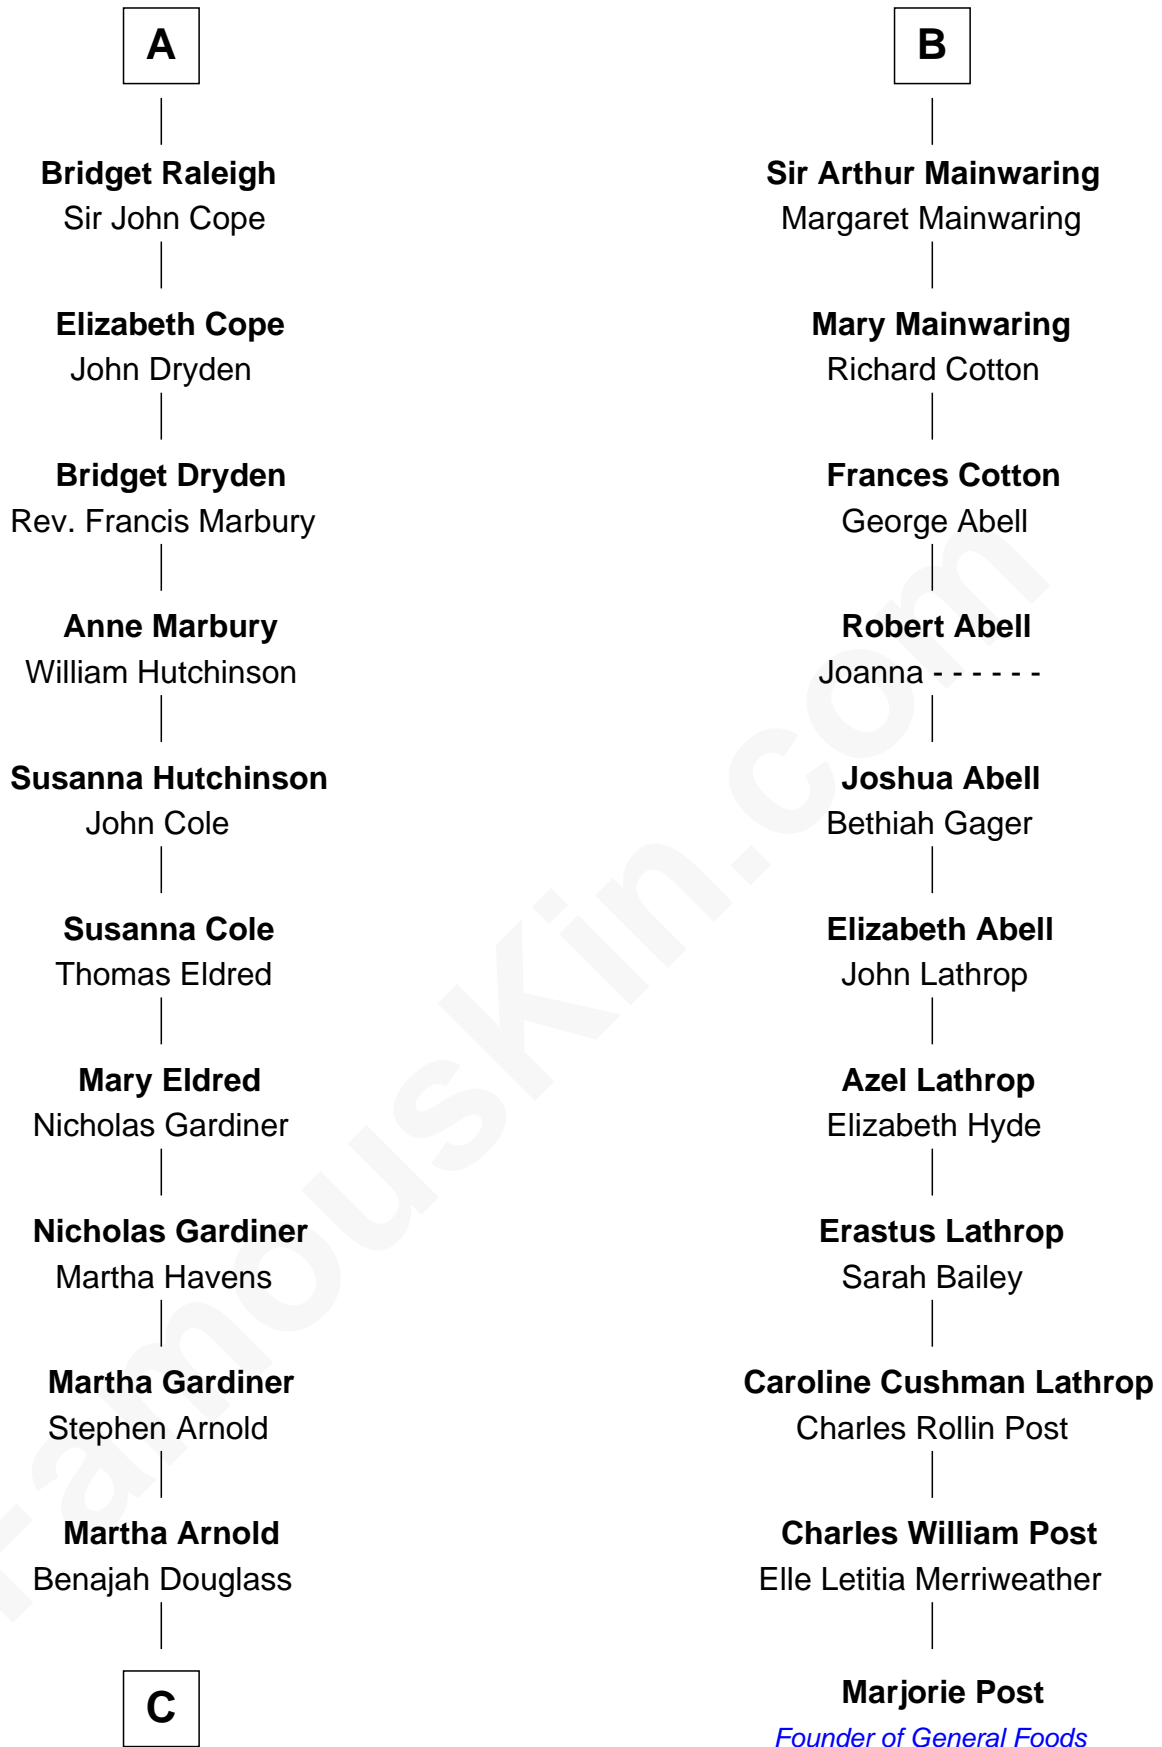 A
Bridget Raleigh
Sir John Cope
Elizabeth Cope
John Dryden
Bridget Dryden
Rev. Francis Marbury
Anne Marbury
William Hutchinson
Susanna Hutchinson
John Cole
Susanna Cole
Thomas Eldred
Mary Eldred
Nicholas Gardiner
Nicholas Gardiner
Martha Havens
Martha Gardiner
Stephen Arnold
Martha Arnold
Benajah Douglass
C
B
Sir Arthur Mainwaring
Margaret Mainwaring
Mary Mainwaring
Richard Cotton
Frances Cotton
George Abell
Robert Abell
Joanna - - - - - -
Joshua Abell
Bethiah Gager
Elizabeth Abell
John Lathrop
Azel Lathrop
Elizabeth Hyde
Erastus Lathrop
Sarah Bailey
Caroline Cushman Lathrop
Charles Rollin Post
Charles William Post
Elle Letitia Merriweather
Marjorie Post
Founder of General Foods
FamousKin.com